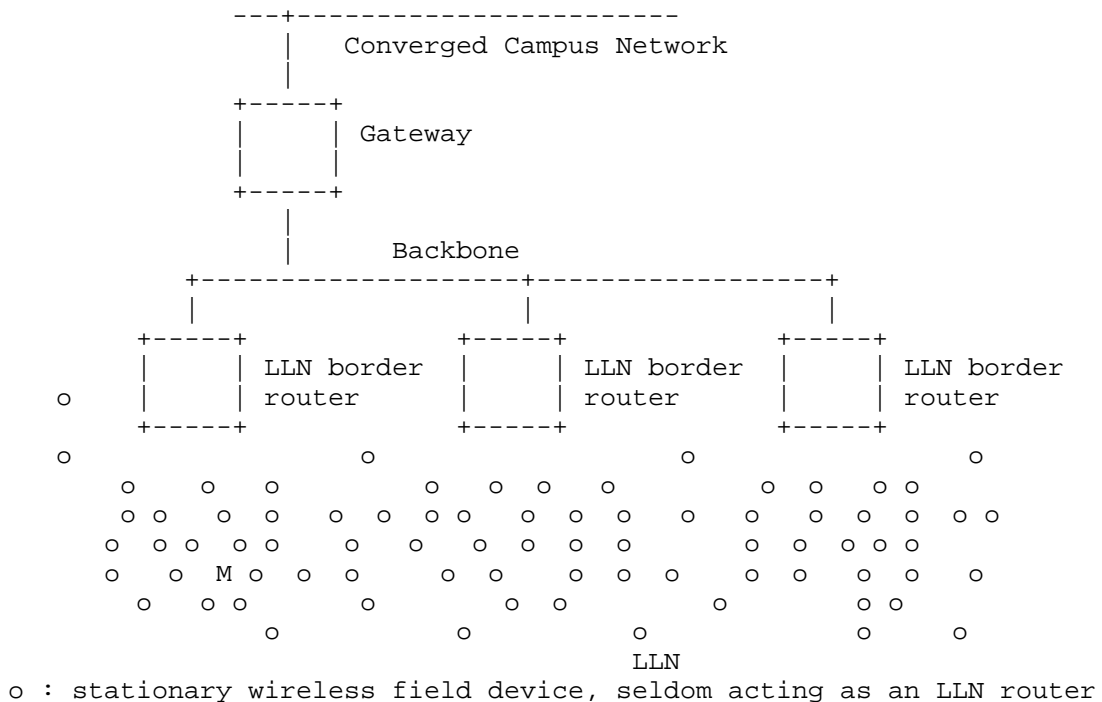 ---+------------------------
| Converged Campus Network
|
+-----+
| | Gateway
| |
+-----+
|
| Backbone
+--------------------+------------------+
| | |
+-----+ +-----+ +-----+
| | LLN border | | LLN border | | LLN border
o | | router | | router | | router
+-----+ +-----+ +-----+
o o o o
o o o o o o o o o o o
o o o o o o o o o o o o o o o o o o
o o o o o o o o o o o o o o o o
o o M o o o o o o o o o o o o o
o o o o o o o o o
o o o o o
LLN
o : stationary wireless field device, seldom acting as an LLN router